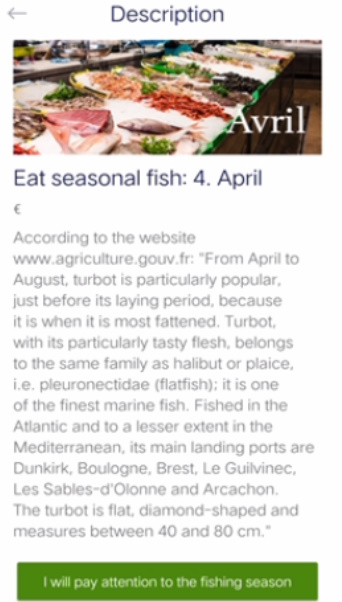 ← Description
Avril
Eat seasonal fish: 4. April
€
According to the website
www.agriculture.gouv.fr: "From April to
August, turbot is particularly popular,
just before its laying period, because
it is when it is most fattened. Turbot,
with its particularly tasty flesh, belongs
to the same family as halibut or plaice,
i.e. pleuronectidae (flatfish); it is one
of the finest marine fish. Fished in the
Atlantic and to a lesser extent in the
Mediterranean, its main landing ports are
Dunkirk, Boulogne, Brest, Le Guilvinec,
Les Sables-d'Olonne and Arcachon.
The turbot is flat, diamond-shaped and
measures between 40 and 80 cm."
I will pay attention to the fishing season